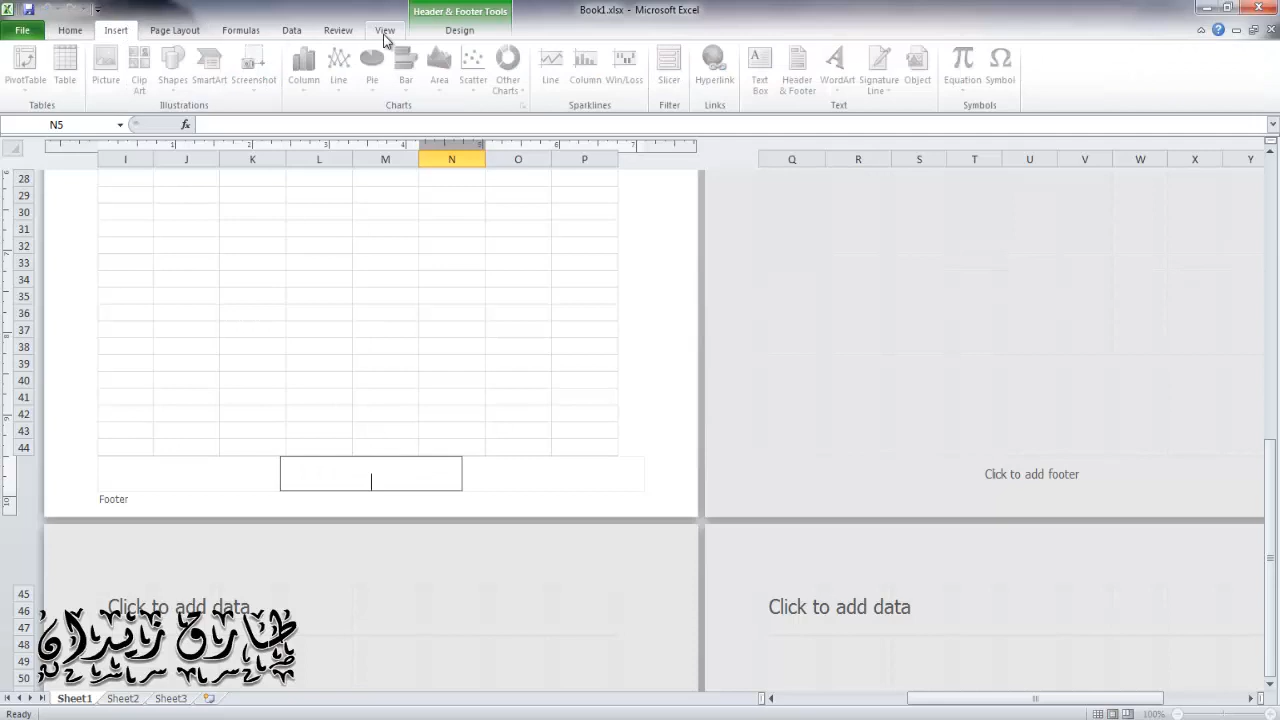 Book1.xlsx - Microsoft Excel
Header & Footer Tools
File Home Insert Page Layout Formulas Data Review View Design
PivotTable Table Picture Clip Art Shapes SmartArt Screenshot Column Line Pie Bar Area Scatter Other Charts Line Column Win/Loss Slicer Hyperlink Text Box Header & Footer WordArt Signature Line Object Equation Symbol
Tables Illustrations Charts Sparklines Filter Links Text Symbols
N5 fx
I J K L M N O P Q R S T U V W X Y
28
29
30
31
32
33
34
35
36
37
38
39
40
41
42
43
44
Click to add footer
Footer
45
46 Click to add data Click to add data
47
48
49
50
طارق زيدان
Sheet1 Sheet2 Sheet3
Ready 100%